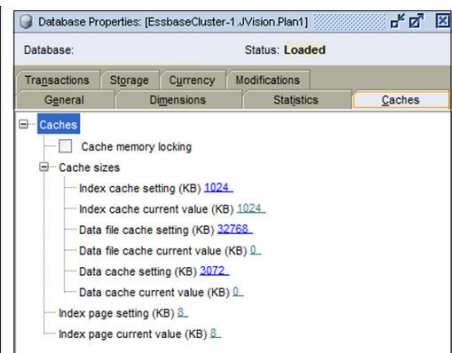 Database Properties: [EssbaseCluster-1.JVision.Plan1]
Database: Status: Loaded
Transactions Storage Currency Modifications
General Dimensions Statistics Caches
Caches
Cache memory locking
Cache sizes
Index cache setting (KB) 1024
Index cache current value (KB) 1024
Data file cache setting (KB) 32768
Data file cache current value (KB) 0
Data cache setting (KB) 3072
Data cache current value (KB) 0
Index page setting (KB) 8
Index page current value (KB) 8